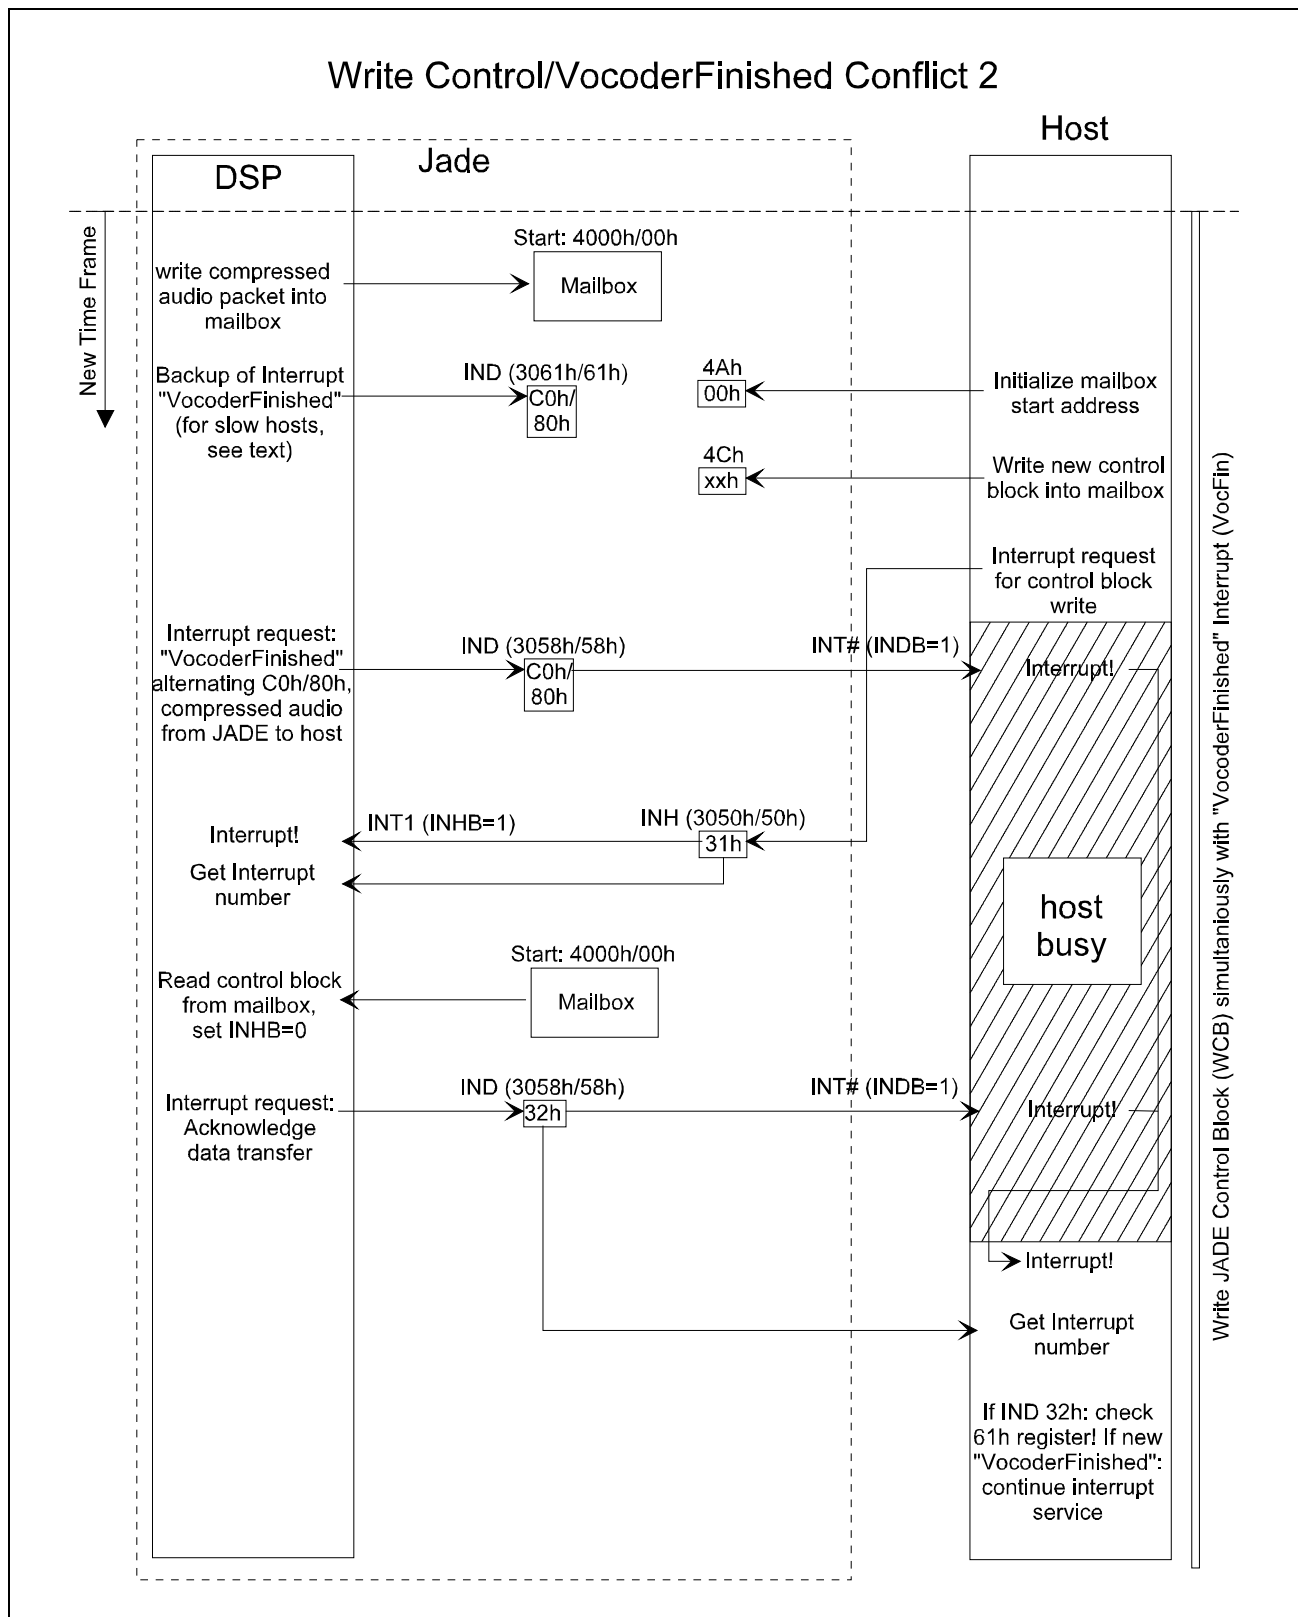 Write Control/VocoderFinished Conflict 2
Host
Jade
DSP
New Time Frame
Start: 4000h/00h
write compressed
audio packet into
mailbox
Mailbox
Backup of Interrupt
"VocoderFinished"
(for slow hosts,
see text)
IND (3061h/61h)
C0h/
80h
4Ah
00h
Initialize mailbox
start address
4Ch
xxh
Write new control
block into mailbox
Interrupt request
for control block
write
Interrupt request:
"VocoderFinished"
alternating C0h/80h,
compressed audio
from JADE to host
IND (3058h/58h)
C0h/
80h
INT# (INDB=1)
Interrupt!
Interrupt!
INT1 (INHB=1)
INH (3050h/50h)
31h
Get Interrupt
number
host
busy
Read control block
from mailbox,
set INHB=0
Start: 4000h/00h
Mailbox
Interrupt request:
Acknowledge
data transfer
IND (3058h/58h)
32h
INT# (INDB=1)
Interrupt!
Interrupt!
Get Interrupt
number
If IND 32h: check
61h register! If new
"VocoderFinished":
continue interrupt
service
Write JADE Control Block (WCB) simultaniously with "VocoderFinished" Interrupt (VocFin)